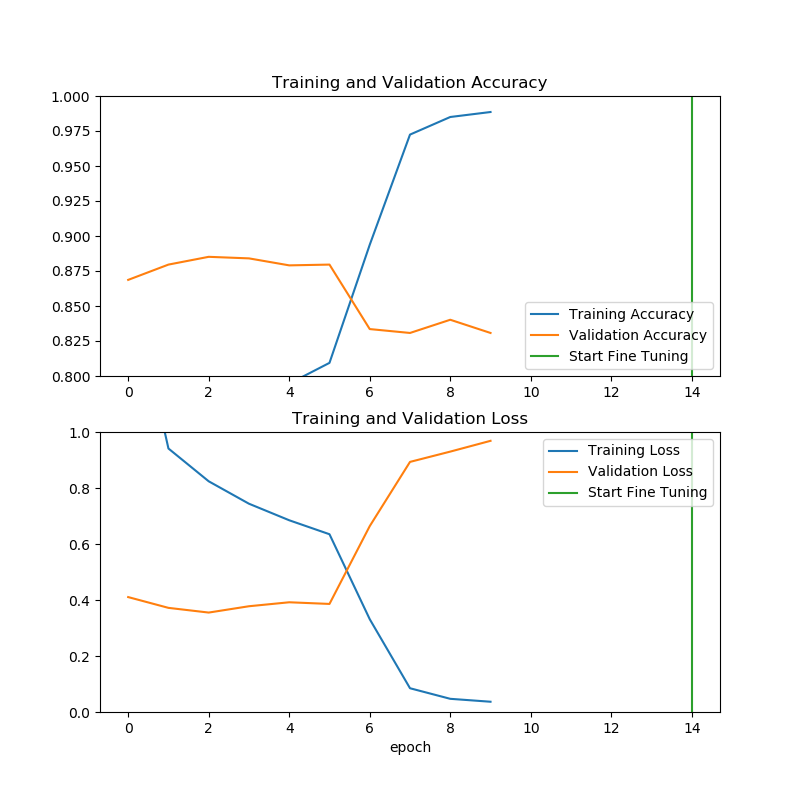 Training and Validation Accuracy
1.000
0.975
0.950
0.925
0.900
0.875
0.850
0.825
0.800
Training Accuracy
Validation Accuracy
Start Fine Tuning
0 2 4 6 8 10 12 14
Training and Validation Loss
1.0
0.8
0.6
0.4
0.2
0.0
Training Loss
Validation Loss
Start Fine Tuning
0 2 4 6 8 10 12 14
epoch